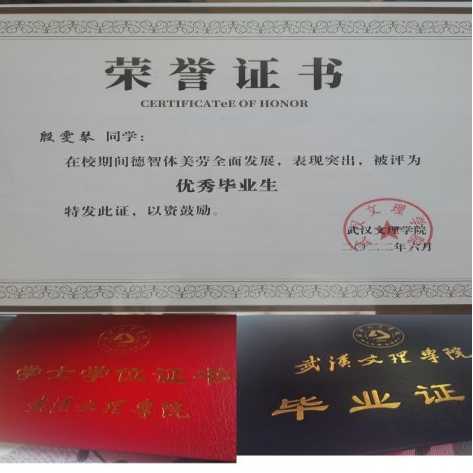 荣誉证书
CERTIFICATeE OF HONOR
殷雯琴 同学：
在校期间德智体美劳全面发展，表现突出，被评为
优秀毕业生
特发此证，以资鼓励。
武汉文理学院
二〇二二年六月
学士学位证书
武漢文理学院
武漢文理学院
毕业证